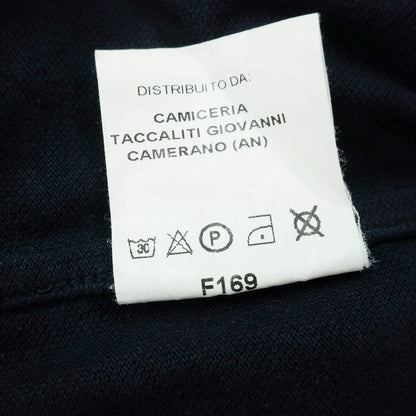 DISTRIBUITO DA:
CAMICERIA
TACCALITI GIOVANNI
CAMERANO (AN)
30 P
F169